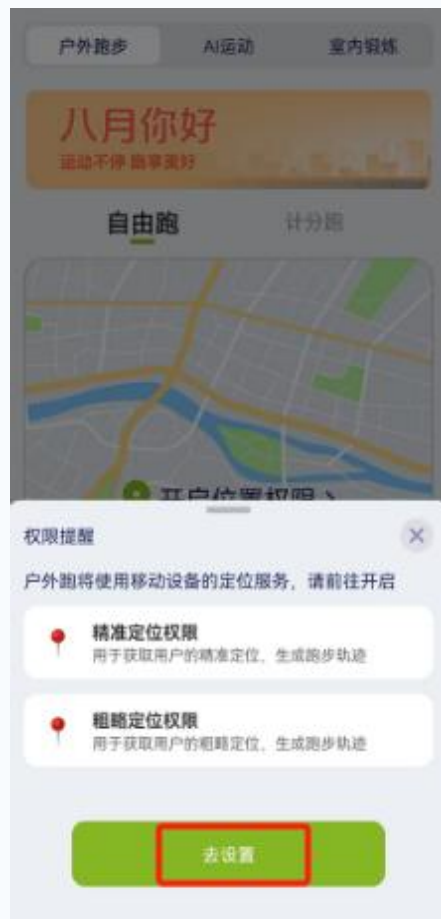 户外跑步
AI运动
室内锻炼
八月你好
运动不停 畅享美好
自由跑
计分跑
开启位置权限 >
权限提醒
户外跑将使用移动设备的定位服务，请前往开启
精准定位权限
用于获取用户的精准定位，生成跑步轨迹
粗略定位权限
用于获取用户的粗略定位，生成跑步轨迹
去设置